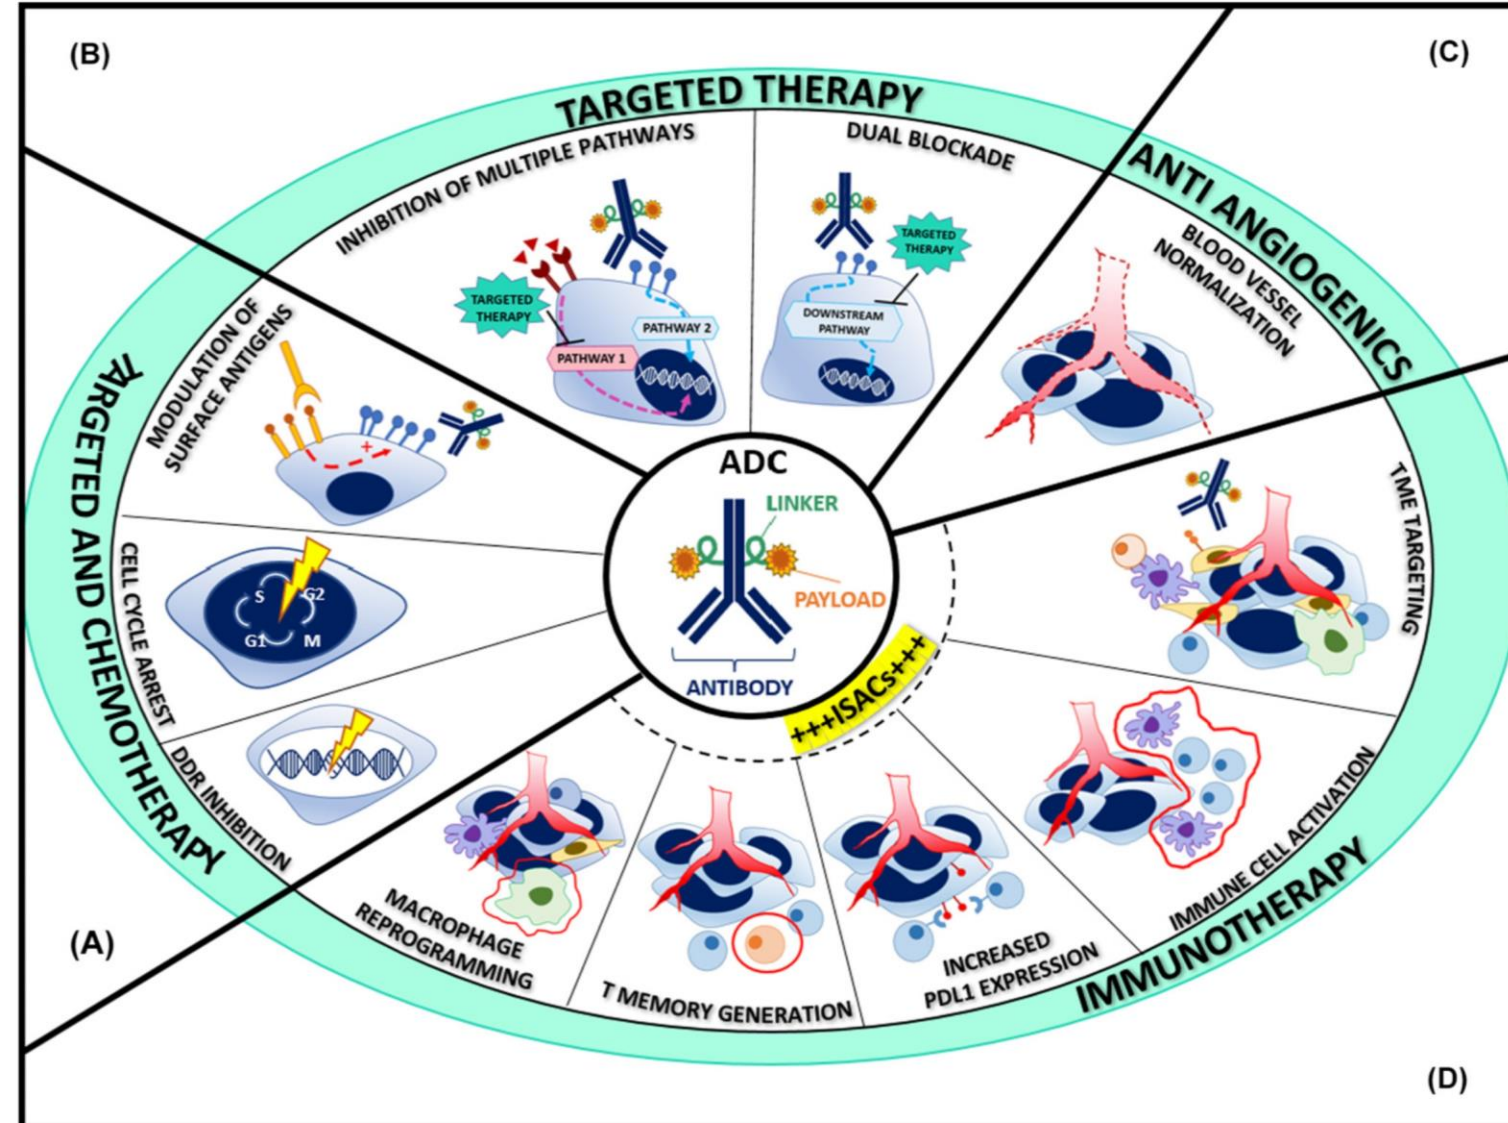 (B)
(C)
TARGETED THERAPY
INHIBITION OF MULTIPLE PATHWAYS
TARGETED
THERAPY
PATHWAY 1
PATHWAY 2
DUAL BLOCKADE
TARGETED
THERAPY
DOWNSTREAM
PATHWAY
ANTI ANGIOGENICS
BLOOD VESSEL
NORMALIZATION
TARGETED AND CHEMOTHERAPY
MODULATION OF
SURFACE ANTIGENS
+
CELL CYCLE ARREST
S
G2
G1
M
DDR INHIBITION
ADC
LINKER
PAYLOAD
ANTIBODY
+++ISACs+++
IMMUNOTHERAPY
TME TARGETING
IMMUNE CELL ACTIVATION
INCREASED
PDL1 EXPRESSION
T MEMORY GENERATION
MACROPHAGE
REPROGRAMMING
(A)
(D)